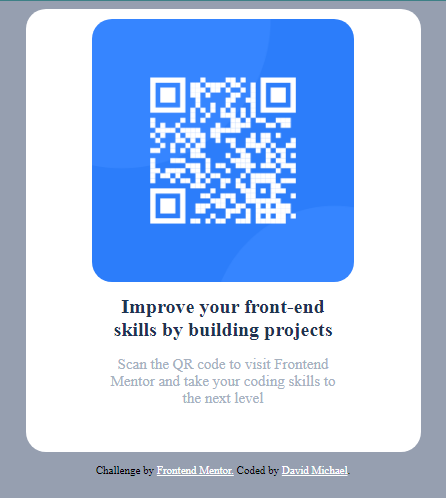 Improve your front-end
skills by building projects
Scan the QR code to visit Frontend
Mentor and take your coding skills to
the next level
Challenge by Frontend Mentor. Coded by David Michael.